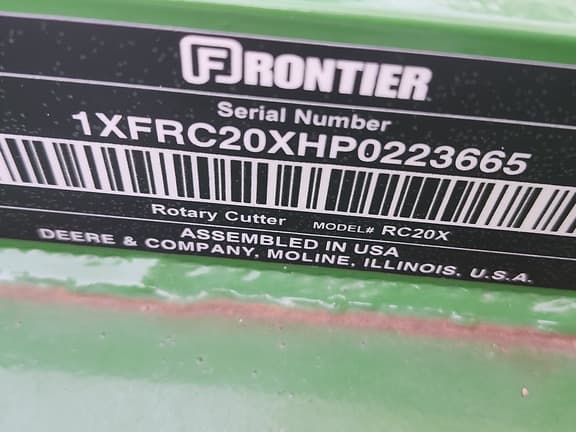 FRONTIER
Serial Number
1XFRC20XHP0223665
Rotary Cutter MODEL# RC20X
ASSEMBLED IN USA
DEERE & COMPANY, MOLINE, ILLINOIS, U.S.A.